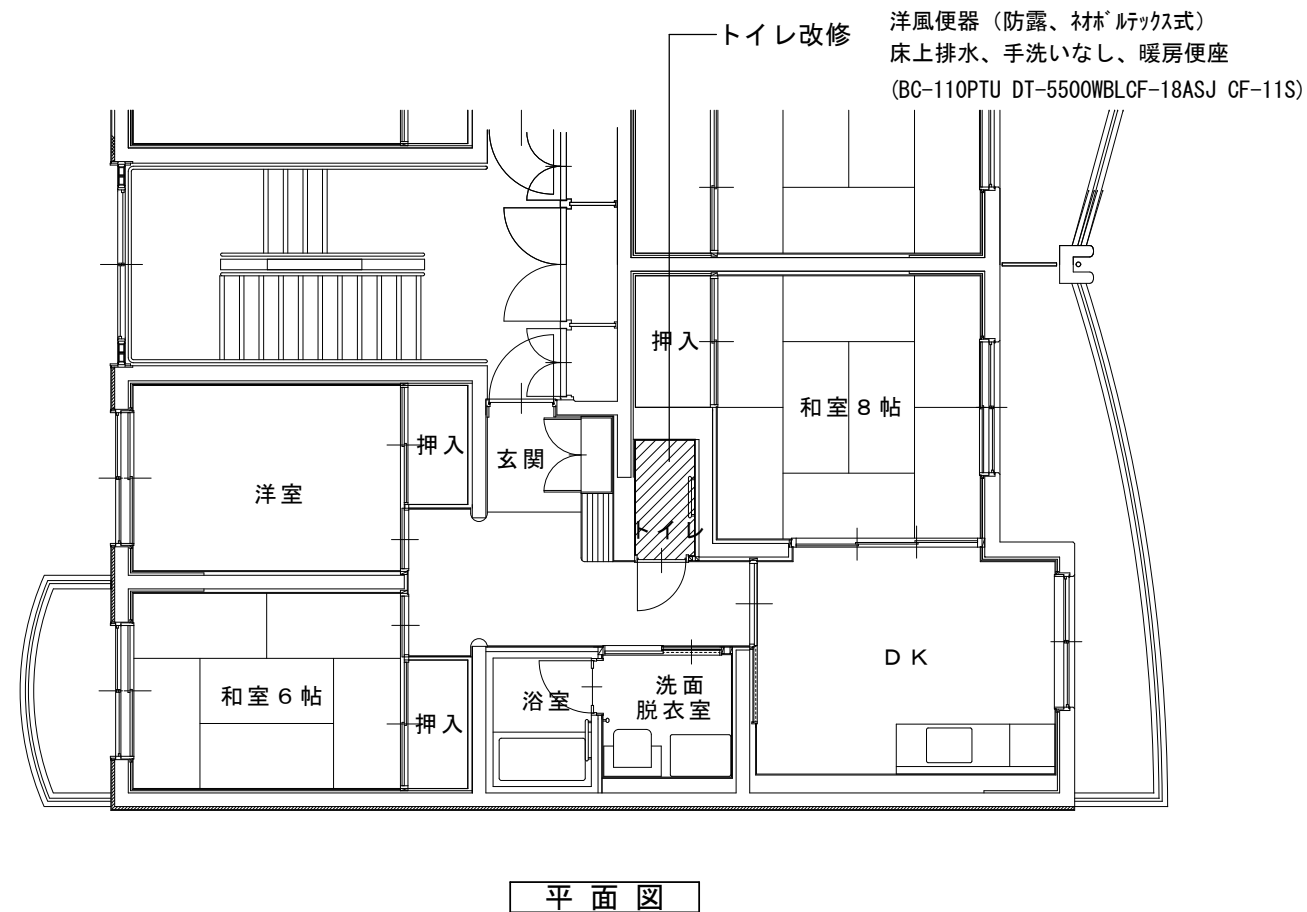 トイレ改修
洋風便器（防露、ﾈｵﾎﾞﾙﾃｯｸｽ式）
床上排水、手洗いなし、暖房便座
(BC-110PTU DT-5500WBLCF-18ASJ CF-11S)
押入
和室８帖
押入
玄関
洋室
トイレ
ＤＫ
和室６帖
押入
浴室
洗面
脱衣室
平面図